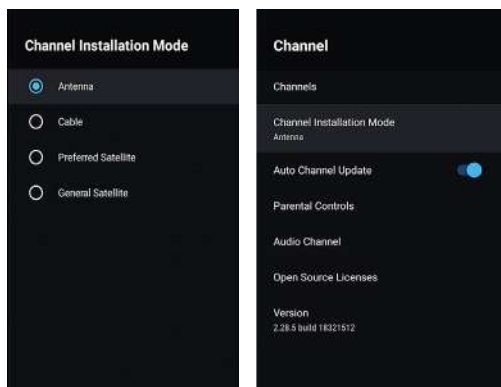 Channel Installation Mode
Antenna
Cable
Preferred Satellite
General Satellite
Channel
Channels
Channel Installation Mode
Antenna
Auto Channel Update
Parental Controls
Audio Channel
Open Source Licenses
Version
2.28.5 build 18321512